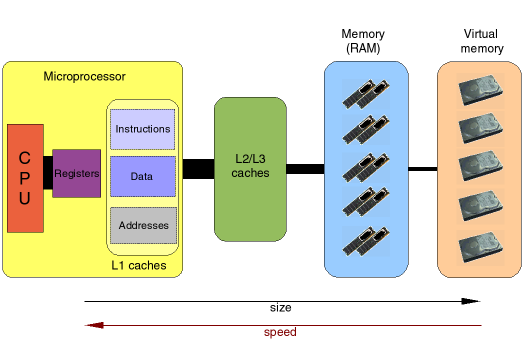 Memory
(RAM)
Virtual
memory
Microprocessor
C
P
U
Registers
Instructions
Data
Addresses
L1 caches
L2/L3
caches
size
speed